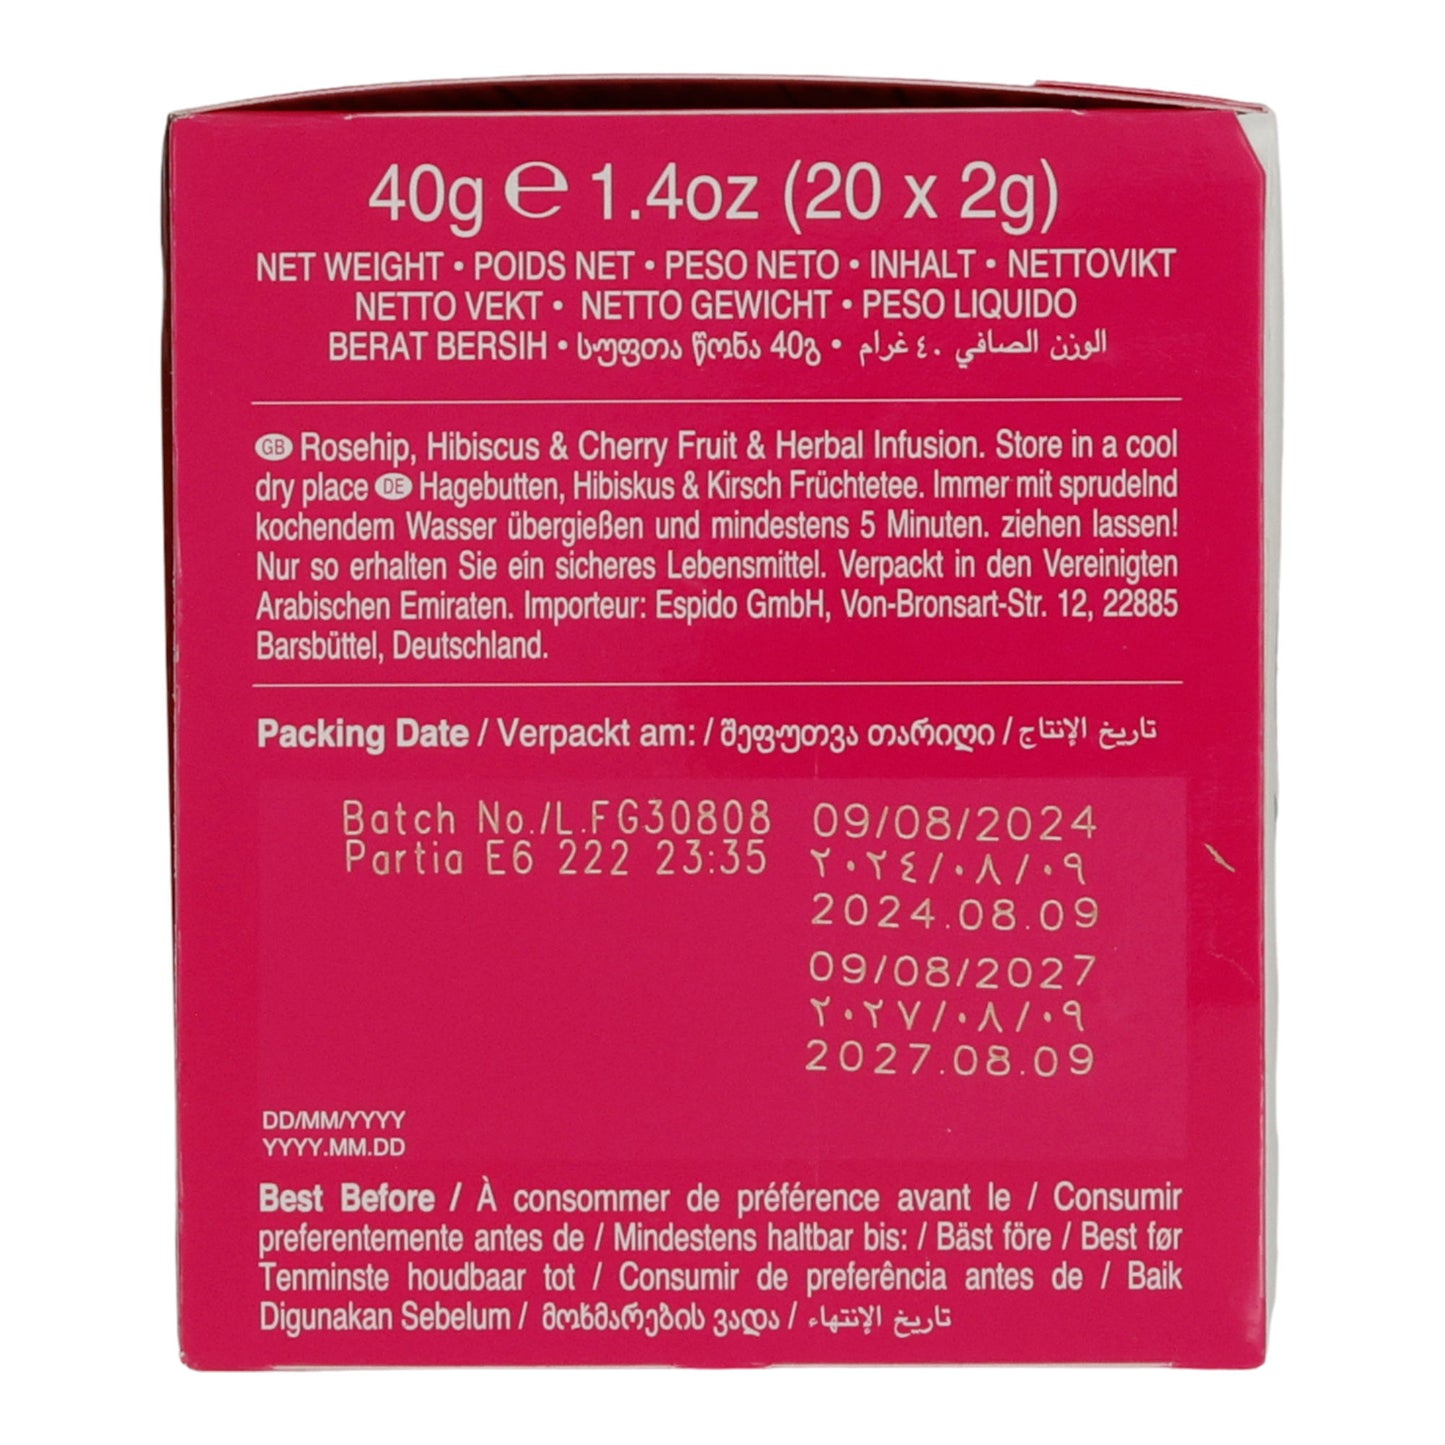 40g ℮ 1.4oz (20 x 2g)
NET WEIGHT • POIDS NET • PESO NETO • INHALT • NETTOVIKT
NETTO VEKT • NETTO GEWICHT • PESO LIQUIDO
BERAT BERSIH • სუფთა წონა 40გ • الوزن الصافي ٤٠ غرام
GB Rosehip, Hibiscus & Cherry Fruit & Herbal Infusion. Store in a cool
dry place DE Hagebutten, Hibiskus & Kirsch Früchtetee. Immer mit sprudelnd
kochendem Wasser übergießen und mindestens 5 Minuten. ziehen lassen!
Nur so erhalten Sie ein sicheres Lebensmittel. Verpackt in den Vereinigten
Arabischen Emiraten. Importeur: Espido GmbH, Von-Bronsart-Str. 12, 22885
Barsbüttel, Deutschland.
Packing Date / Verpackt am: / შეფუთვა თარიღი / تاريخ الإنتاج
Batch No./L.FG30808 09/08/2024
Partia E6 222 23:35 ٢٠٢٤/٠٨/٠٩
2024.08.09
09/08/2027
٢٠٢٧/٠٨/٠٩
2027.08.09
DD/MM/YYYY
YYYY.MM.DD
Best Before / À consommer de préférence avant le / Consumir
preferentemente antes de / Mindestens haltbar bis: / Bäst före / Best før
Tenminste houdbaar tot / Consumir de preferência antes de / Baik
Digunakan Sebelum / მოხმარების ვადა / تاريخ الإنتهاء